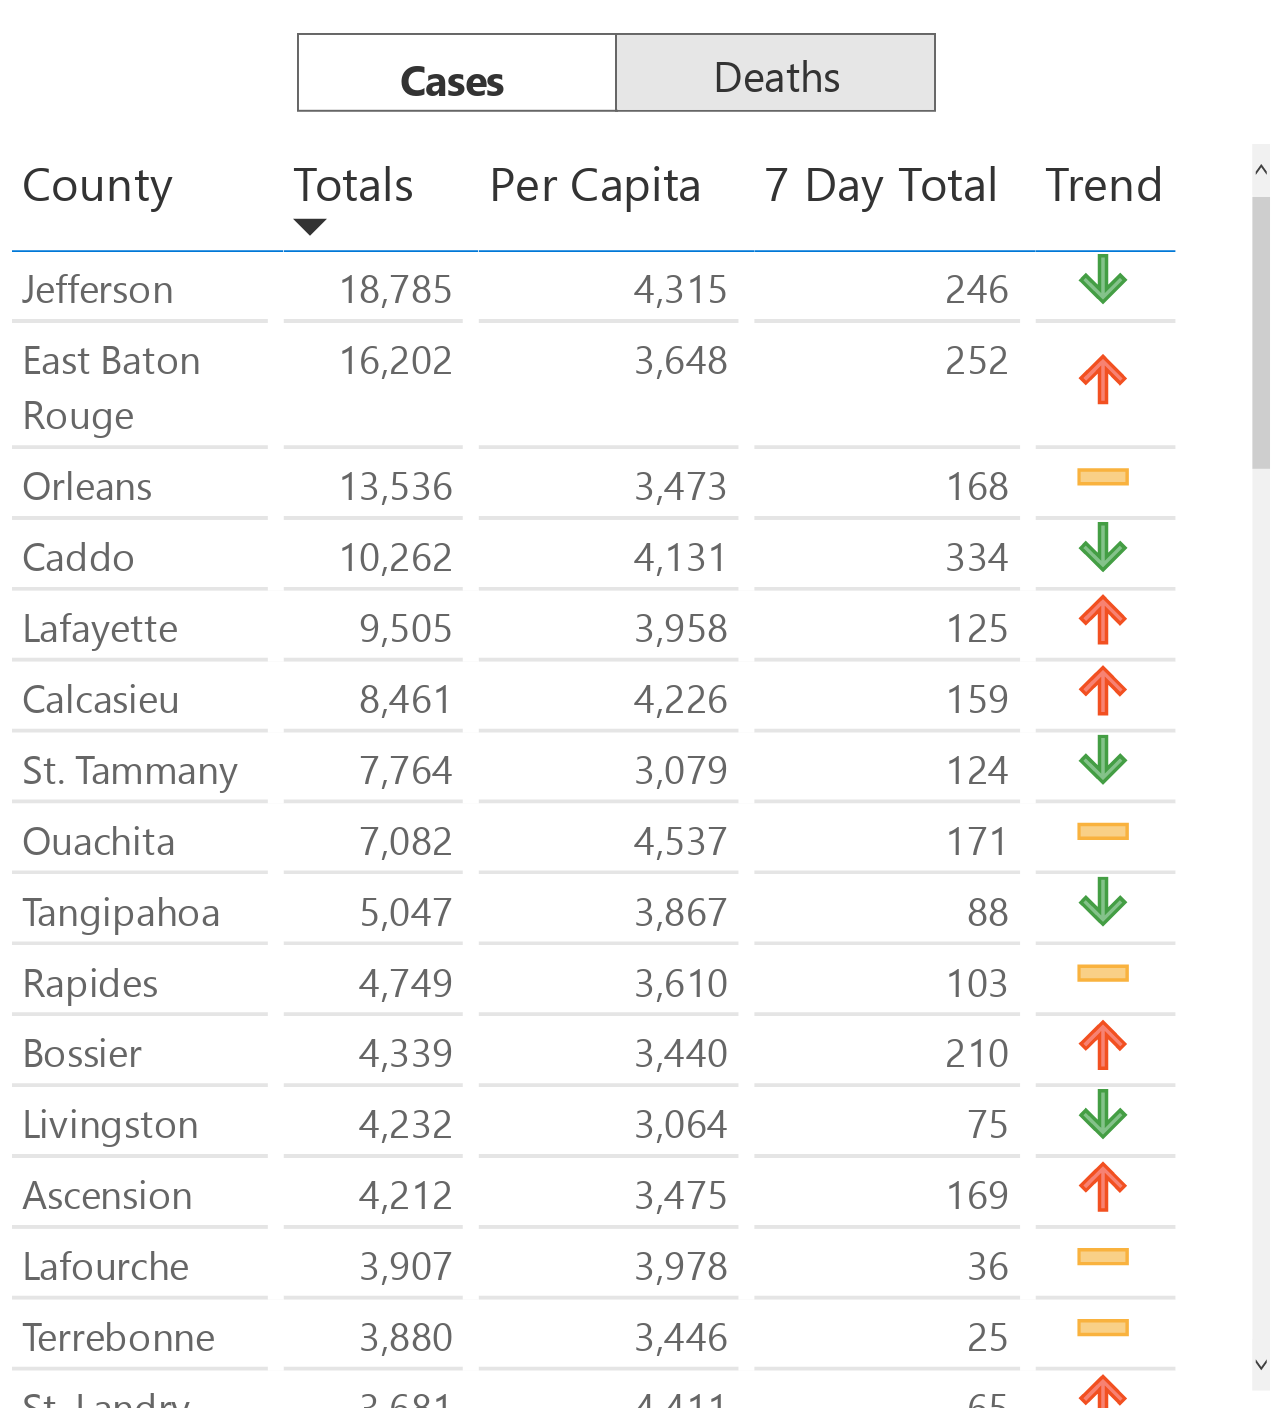 Cases Deaths
County Totals Per Capita 7 Day Total Trend
Jefferson 18,785 4,315 246
East Baton 16,202 3,648 252
Rouge
Orleans 13,536 3,473 168
Caddo 10,262 4,131 334
Lafayette 9,505 3,958 125
Calcasieu 8,461 4,226 159
St. Tammany 7,764 3,079 124
Ouachita 7,082 4,537 171
Tangipahoa 5,047 3,867 88
Rapides 4,749 3,610 103
Bossier 4,339 3,440 210
Livingston 4,232 3,064 75
Ascension 4,212 3,475 169
Lafourche 3,907 3,978 36
Terrebonne 3,880 3,446 25
St. Landry 3,681 4,411 65